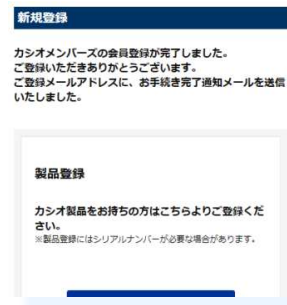 新規登録
カシオメンバーズの会員登録が完了しました。
ご登録いただきありがとうございます。
ご登録メールアドレスに、お手続き完了通知メールを送信
いたしました。
製品登録
カシオ製品をお持ちの方はこちらよりご登録くだ
さい。
※製品登録にはシリアルナンバーが必要な場合があります。